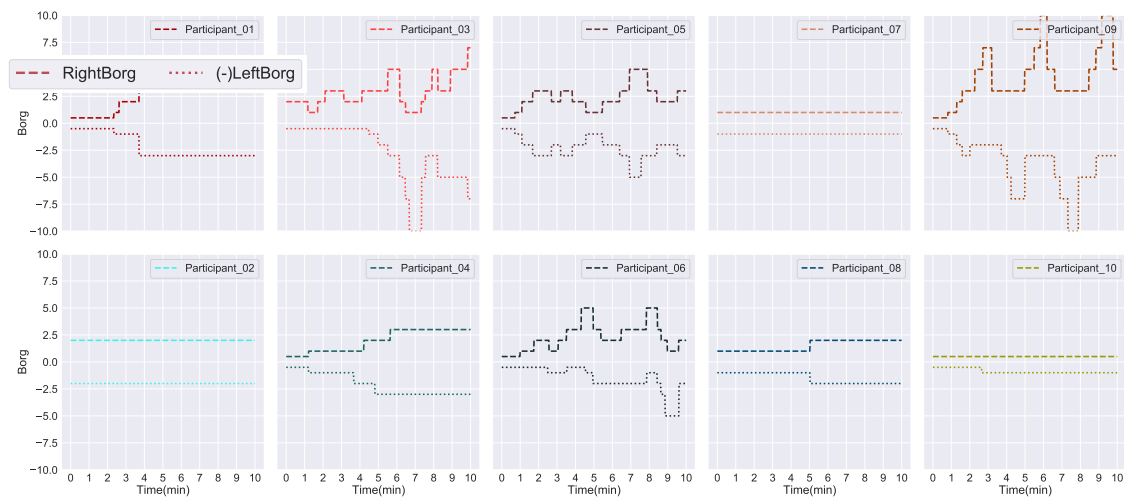 10.0
7.5
5.0
2.5
0.0
−2.5
−5.0
−7.5
−10.0
Borg
Participant_01
Participant_03
Participant_05
Participant_07
Participant_09
RightBorg
(-)LeftBorg
10.0
7.5
5.0
2.5
0.0
−2.5
−5.0
−7.5
−10.0
Borg
Participant_02
Participant_04
Participant_06
Participant_08
Participant_10
0 1 2 3 4 5 6 7 8 9 10
0 1 2 3 4 5 6 7 8 9 10
0 1 2 3 4 5 6 7 8 9 10
0 1 2 3 4 5 6 7 8 9 10
0 1 2 3 4 5 6 7 8 9 10
Time(min)
Time(min)
Time(min)
Time(min)
Time(min)